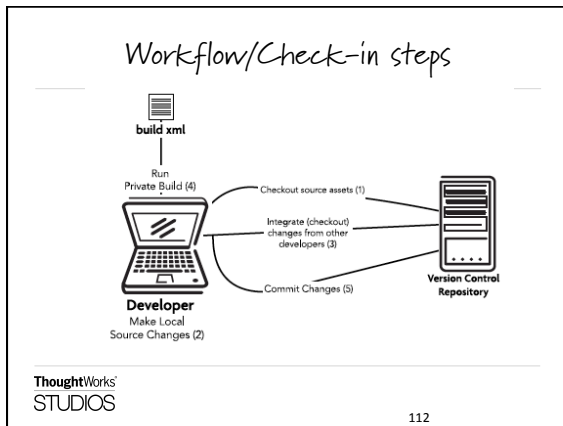 Workflow/Check-in steps
build xml
Run
Private Build (4)
Checkout source assets (1)
Integrate (checkout)
changes from other
developers (3)
Commit Changes (5)
Version Control
Repository
Developer
Make Local
Source Changes (2)
ThoughtWorks®
STUDIOS
112